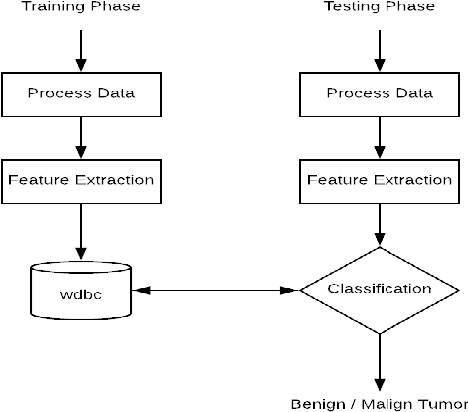 Training Phase
Testing Phase
Process Data
Process Data
Feature Extraction
Feature Extraction
wdbc
Classification
Benign / Malign Tumor